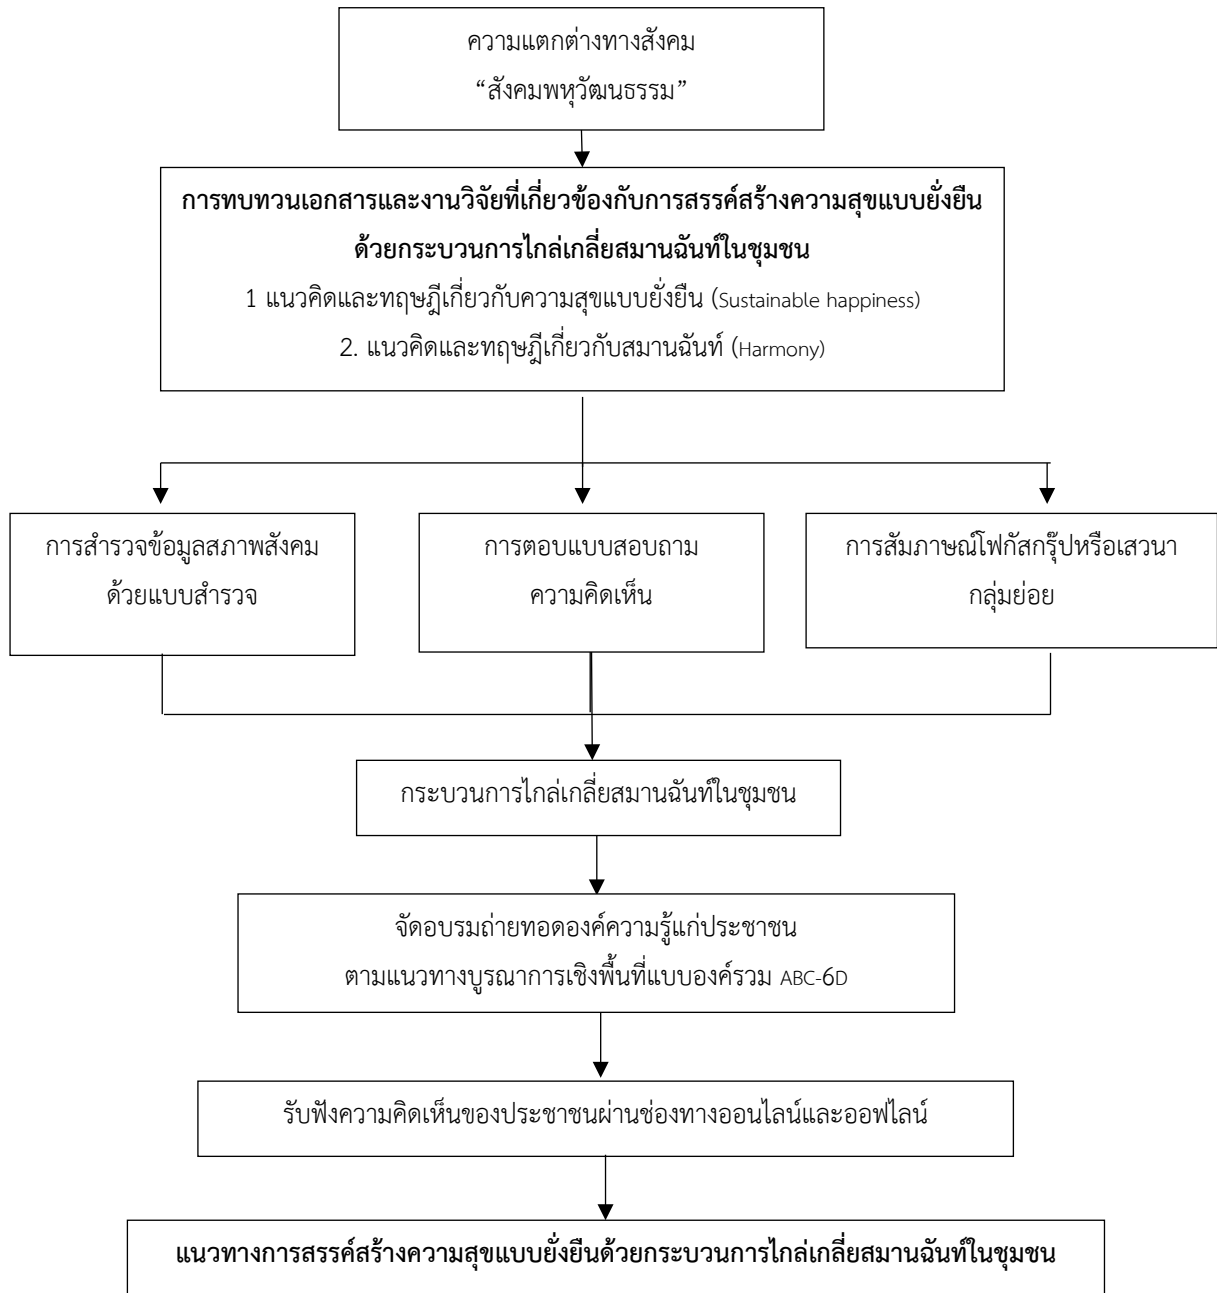 ความแตกต่างทางสังคม
“สังคมพหุวัฒนธรรม”
การทบทวนเอกสารและงานวิจัยที่เกี่ยวข้องกับการสรรค์สร้างความสุขแบบยั่งยืน
ด้วยกระบวนการไกล่เกลี่ยสมานฉันท์ในชุมชน
1 แนวคิดและทฤษฎีเกี่ยวกับความสุขแบบยั่งยืน (Sustainable happiness)
2. แนวคิดและทฤษฎีเกี่ยวกับสมานฉันท์ (Harmony)
การสำรวจข้อมูลสภาพสังคม
ด้วยแบบสำรวจ
การตอบแบบสอบถาม
ความคิดเห็น
การสัมภาษณ์โฟกัสกรุ๊ปหรือเสวนา
กลุ่มย่อย
กระบวนการไกล่เกลี่ยสมานฉันท์ในชุมชน
จัดอบรมถ่ายทอดองค์ความรู้แก่ประชาชน
ตามแนวทางบูรณาการเชิงพื้นที่แบบองค์รวม ABC-6D
รับฟังความคิดเห็นของประชาชนผ่านช่องทางออนไลน์และออฟไลน์
แนวทางการสรรค์สร้างความสุขแบบยั่งยืนด้วยกระบวนการไกล่เกลี่ยสมานฉันท์ในชุมชน